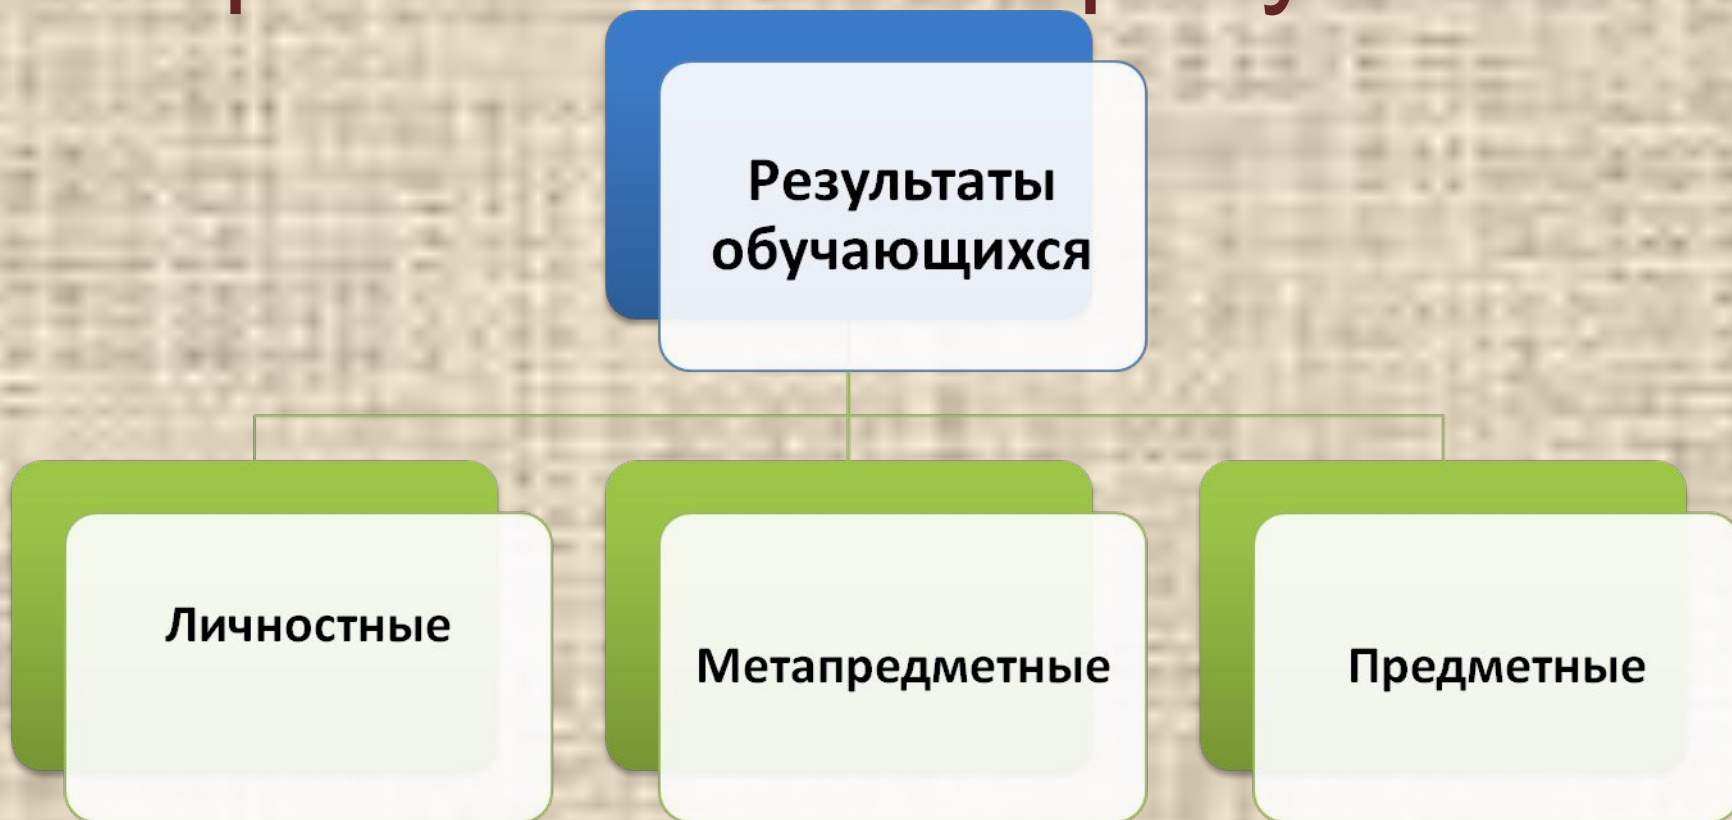 Результаты
обучающихся
Личностные
Метапредметные
Предметные